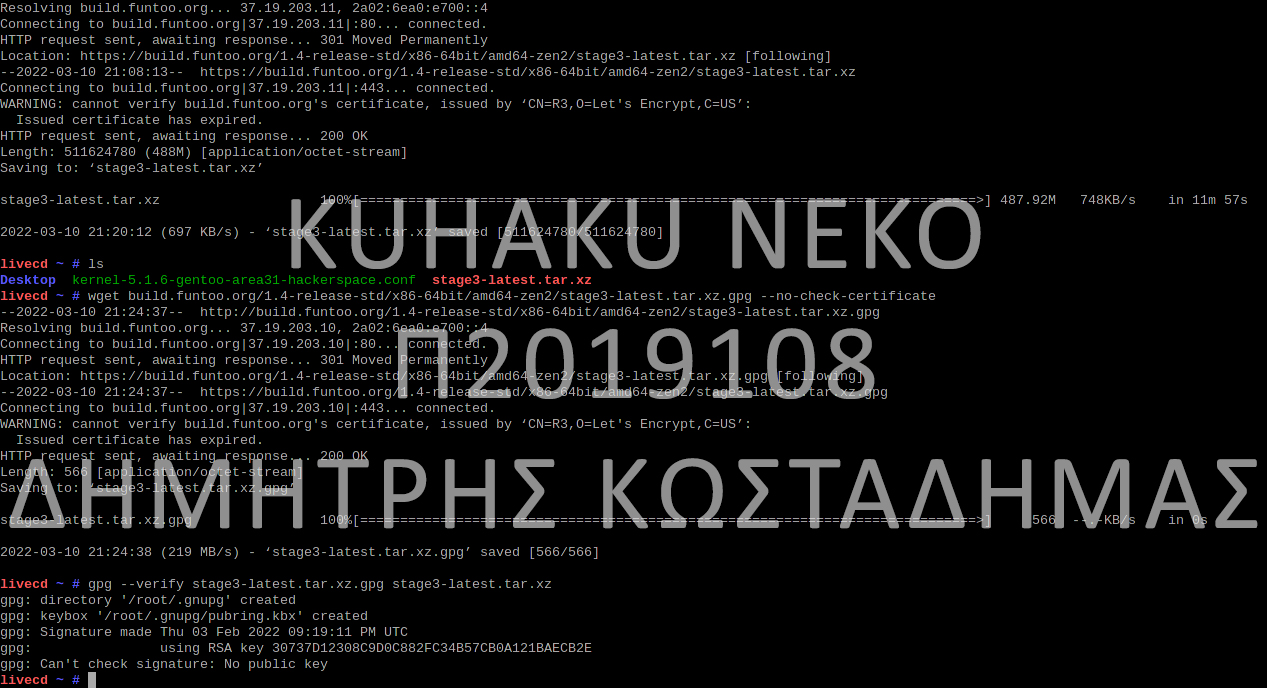 Resolving build.funtoo.org... 37.19.203.11, 2a02:6ea0:e700::4
Connecting to build.funtoo.org|37.19.203.11|:80... connected.
HTTP request sent, awaiting response... 301 Moved Permanently
Location: https://build.funtoo.org/1.4-release-std/x86-64bit/amd64-zen2/stage3-latest.tar.xz [following]
--2022-03-10 21:08:13--  https://build.funtoo.org/1.4-release-std/x86-64bit/amd64-zen2/stage3-latest.tar.xz
Connecting to build.funtoo.org|37.19.203.11|:443... connected.
WARNING: cannot verify build.funtoo.org's certificate, issued by ‘CN=R3,O=Let's Encrypt,C=US’:
  Issued certificate has expired.
HTTP request sent, awaiting response... 200 OK
Length: 511624780 (488M) [application/octet-stream]
Saving to: ‘stage3-latest.tar.xz’
stage3-latest.tar.xz                    100%[=============================================================================>] 487.92M   748KB/s    in 11m 57s
2022-03-10 21:20:12 (697 KB/s) - ‘stage3-latest.tar.xz’ saved [511624780/511624780]
KUHAKU NEKO
livecd ~ # ls
Desktop  kernel-5.1.6-gentoo-area31-hackerspace.conf  stage3-latest.tar.xz
livecd ~ # wget build.funtoo.org/1.4-release-std/x86-64bit/amd64-zen2/stage3-latest.tar.xz.gpg --no-check-certificate
--2022-03-10 21:24:37--  http://build.funtoo.org/1.4-release-std/x86-64bit/amd64-zen2/stage3-latest.tar.xz.gpg
Resolving build.funtoo.org... 37.19.203.10, 2a02:6ea0:e700::4
Connecting to build.funtoo.org|37.19.203.10|:80... connected.
HTTP request sent, awaiting response... 301 Moved Permanently
Π2019108
Location: https://build.funtoo.org/1.4-release-std/x86-64bit/amd64-zen2/stage3-latest.tar.xz.gpg [following]
--2022-03-10 21:24:37--  https://build.funtoo.org/1.4-release-std/x86-64bit/amd64-zen2/stage3-latest.tar.xz.gpg
Connecting to build.funtoo.org|37.19.203.10|:443... connected.
WARNING: cannot verify build.funtoo.org's certificate, issued by ‘CN=R3,O=Let's Encrypt,C=US’:
  Issued certificate has expired.
HTTP request sent, awaiting response... 200 OK
Length: 566 [application/octet-stream]
Saving to: ‘stage3-latest.tar.xz.gpg’
ΔΗΜΗΤΡΗΣ ΚΩΣΤΑΔΗΜΑΣ
stage3-latest.tar.xz.gpg                100%[=============================================================================>]     566  --.-KB/s    in 0s
2022-03-10 21:24:38 (219 MB/s) - ‘stage3-latest.tar.xz.gpg’ saved [566/566]
livecd ~ # gpg --verify stage3-latest.tar.xz.gpg stage3-latest.tar.xz
gpg: directory '/root/.gnupg' created
gpg: keybox '/root/.gnupg/pubring.kbx' created
gpg: Signature made Thu 03 Feb 2022 09:19:11 PM UTC
gpg:                using RSA key 30737D12308C9D0C882FC34B57CB0A121BAECB2E
gpg: Can't check signature: No public key
livecd ~ #